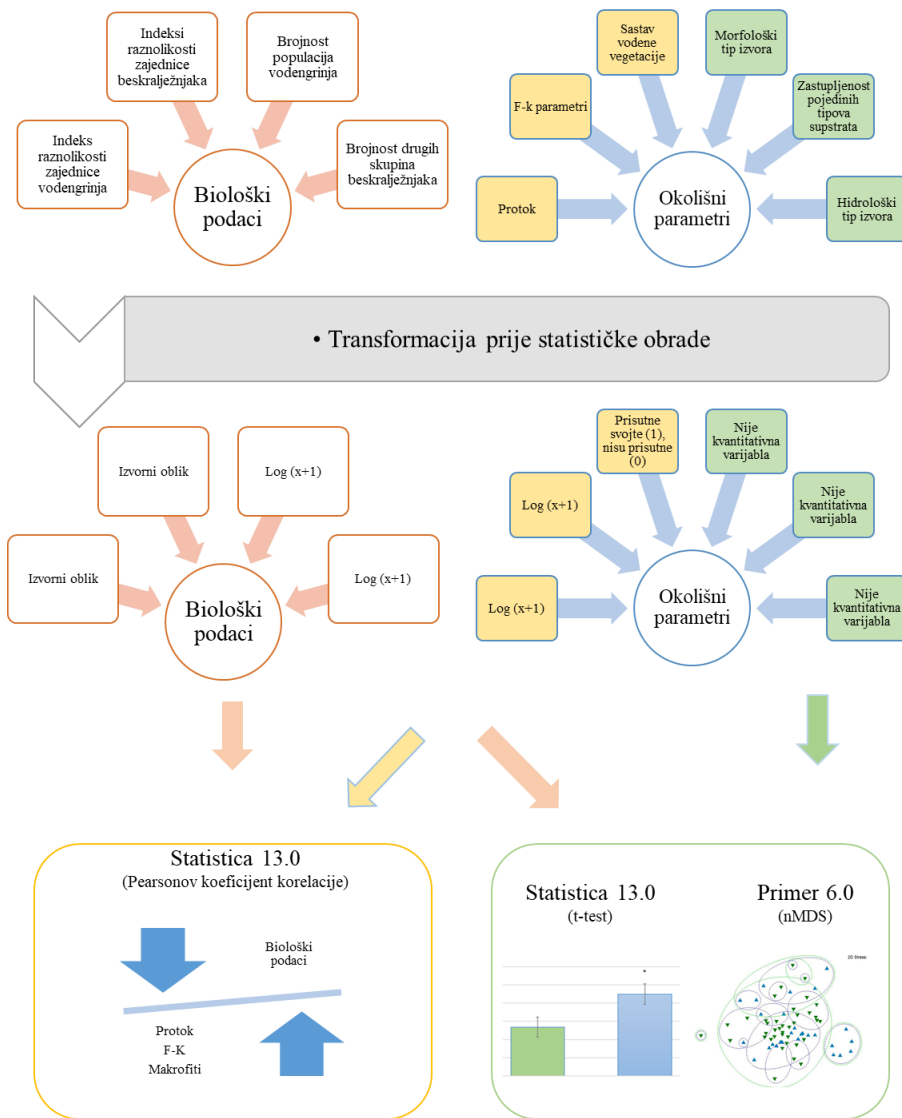 Indeksi
raznolikosti
zajednice
beskralježnjaka
Brojnost
populacija
vodengrinja
Indeks
raznolikosti
zajednice
vodengrinja
Brojnost drugih
skupina
beskralježnjaka
Biološki
podaci
Sastav
vodene
vegetacije
Morfološki
tip izvora
F-k parametri
Zastupljenost
pojedinih
tipova
supstrata
Protok
Hidrološki
tip izvora
Okolišni
parametri
• Transformacija prije statističke obrade
Izvorni oblik
Log (x+1)
Izvorni oblik
Log (x+1)
Biološki
podaci
Prisutne
svojte (1),
nisu prisutne
(0)
Nije
kvantitativna
varijabla
Log (x+1)
Nije
kvantitativna
varijabla
Log (x+1)
Nije
kvantitativna
varijabla
Okolišni
parametri
Statistica 13.0
(Pearsonov koeficijent korelacije)
Biološki
podaci
Protok
F-K
Makrofiti
Statistica 13.0
(t-test)
*
Primer 6.0
(nMDS)
2D Stress